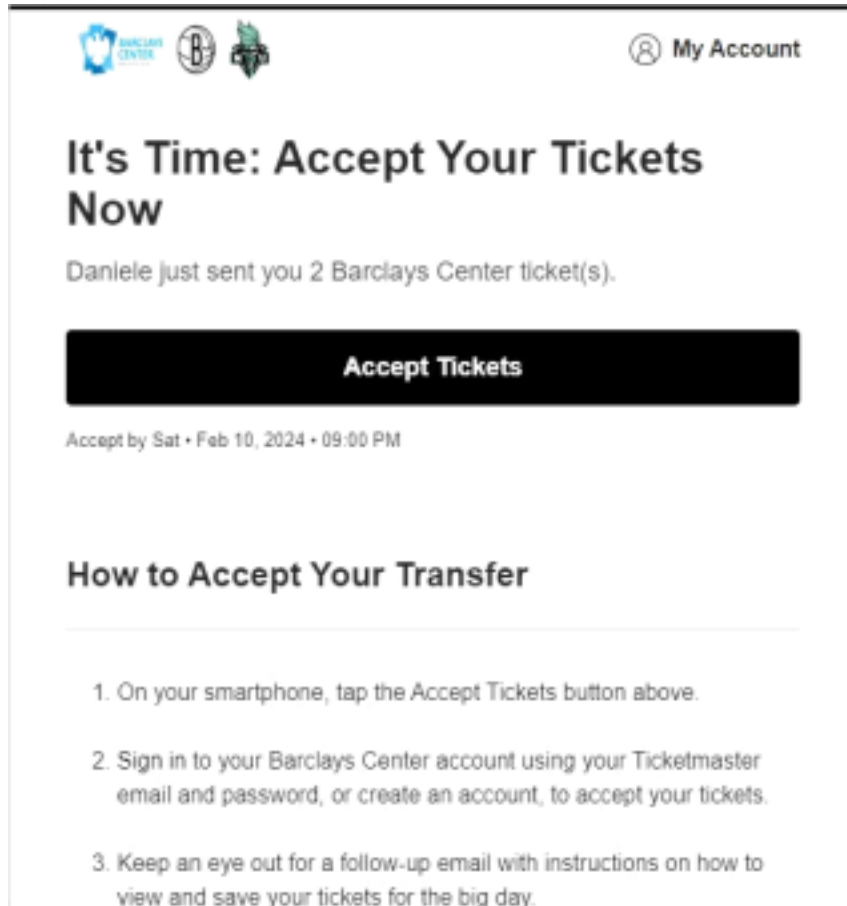 BARCLAYS
CENTER
B
My Account
It's Time: Accept Your Tickets
Now
Daniele just sent you 2 Barclays Center ticket(s).
Accept Tickets
Accept by Sat • Feb 10, 2024 • 09:00 PM
How to Accept Your Transfer
1. On your smartphone, tap the Accept Tickets button above.
2. Sign in to your Barclays Center account using your Ticketmaster
email and password, or create an account, to accept your tickets.
3. Keep an eye out for a follow-up email with instructions on how to
view and save your tickets for the big day.